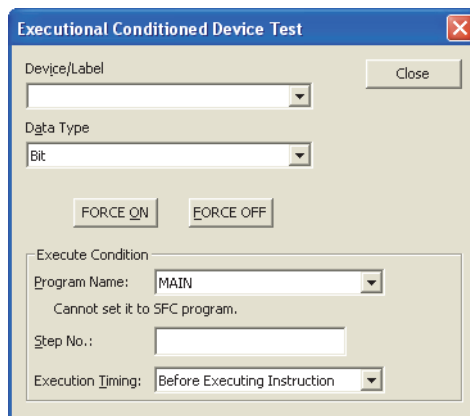 Executional Conditioned Device Test
Device/Label
Close
Data Type
Bit
FORCE ON FORCE OFF
Execute Condition
Program Name: MAIN
Cannot set it to SFC program.
Step No.:
Execution Timing: Before Executing Instruction